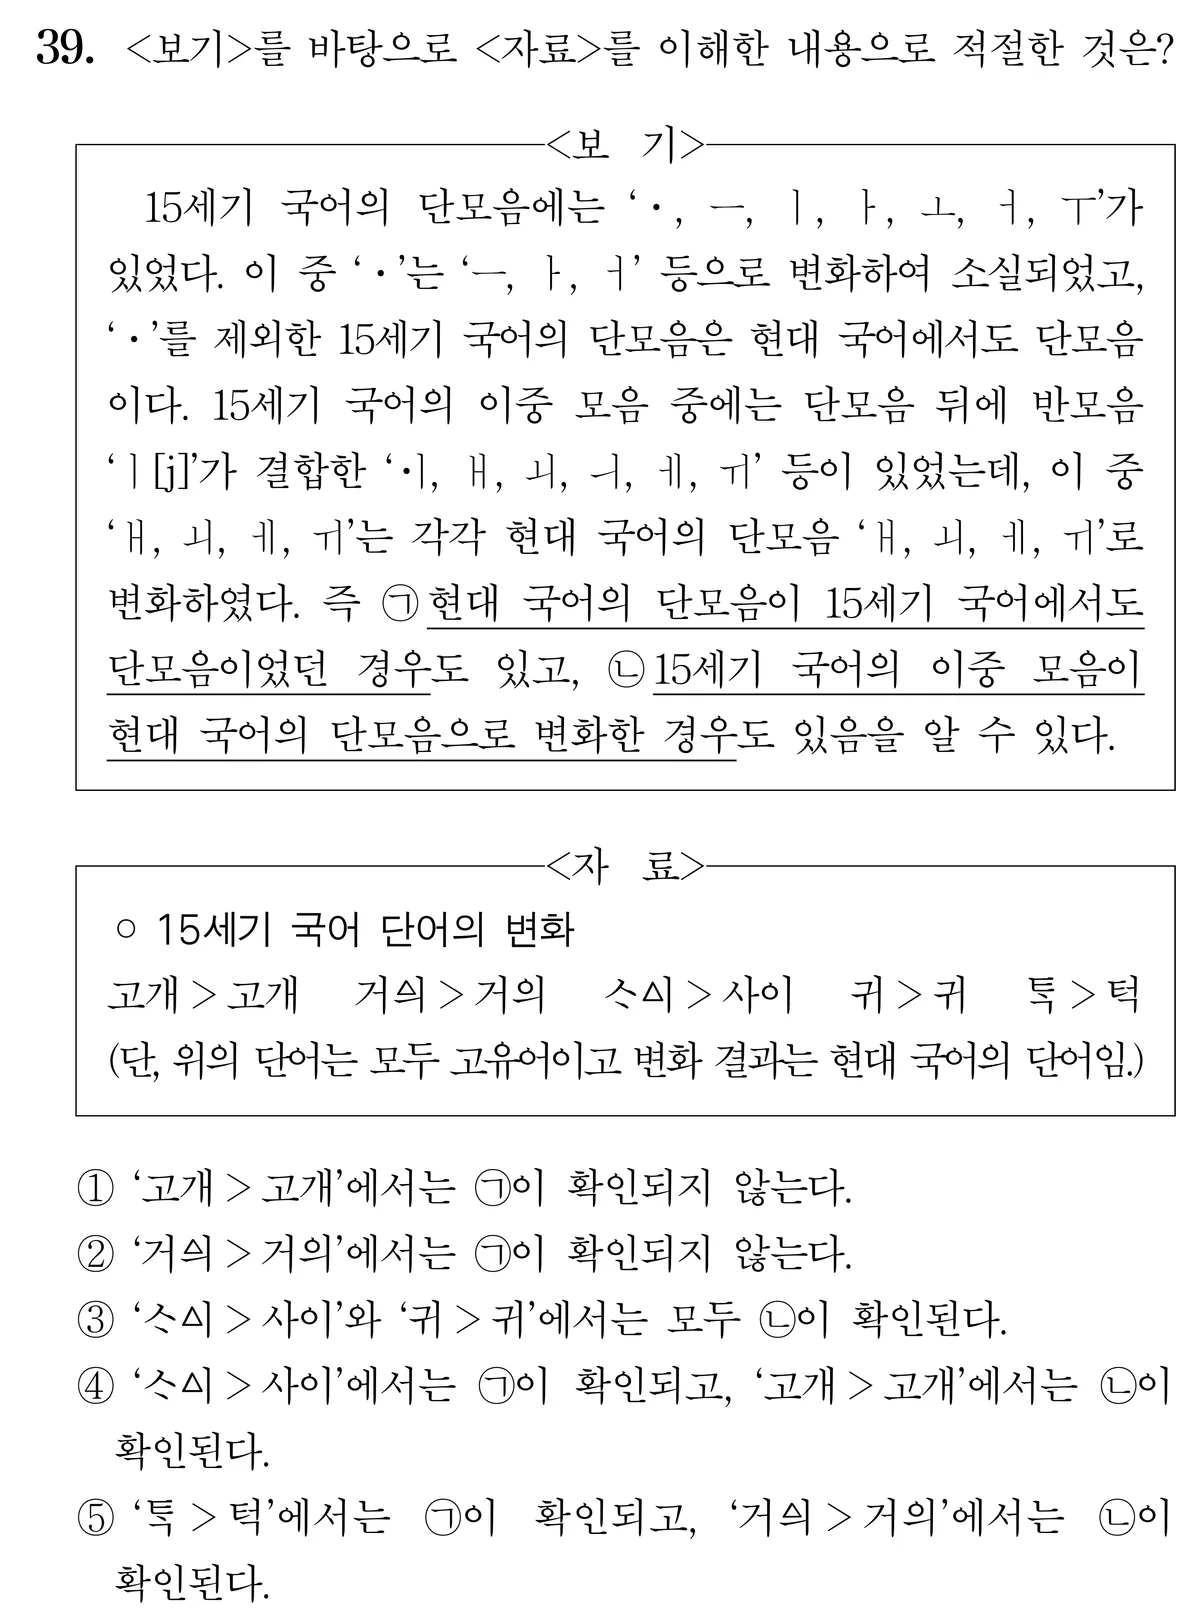 39. <보기>를 바탕으로 <자료>를 이해한 내용으로 적절한 것은?
<보 기>
15세기 국어의 단모음에는 ‘ㆍ, ㅡ, ㅣ, ㅏ, ㅗ, ㅓ, ㅜ’가
있었다. 이 중 ‘ㆍ’는 ‘ㅡ, ㅏ, ㅓ’ 등으로 변화하여 소실되었고,
‘ㆍ’를 제외한 15세기 국어의 단모음은 현대 국어에서도 단모음
이다. 15세기 국어의 이중 모음 중에는 단모음 뒤에 반모음
‘ㅣ[j]’가 결합한 ‘ㆎ, ㅐ, ㅚ, ㅢ, ㅔ, ㅟ’ 등이 있었는데, 이 중
‘ㅐ, ㅚ, ㅔ, ㅟ’는 각각 현대 국어의 단모음 ‘ㅐ, ㅚ, ㅔ, ㅟ’로
변화하였다. 즉 ㉠현대 국어의 단모음이 15세기 국어에서도
단모음이었던 경우도 있고, ㉡15세기 국어의 이중 모음이
현대 국어의 단모음으로 변화한 경우도 있음을 알 수 있다.
<자 료>
○ 15세기 국어 단어의 변화
고개 > 고개 거ᅀᅴ > 거의 ᄉᆞᅀᅵ > 사이 귀 > 귀 ᄐᆞᆨ > 턱
(단, 위의 단어는 모두 고유어이고 변화 결과는 현대 국어의 단어임.)
① ‘고개 > 고개’에서는 ㉠이 확인되지 않는다.
② ‘거ᅀᅴ > 거의’에서는 ㉠이 확인되지 않는다.
③ ‘ᄉᆞᅀᅵ > 사이’와 ‘귀 > 귀’에서는 모두 ㉡이 확인된다.
④ ‘ᄉᆞᅀᅵ > 사이’에서는 ㉠이 확인되고, ‘고개 > 고개’에서는 ㉡이
확인된다.
⑤ ‘ᄐᆞᆨ > 턱’에서는 ㉠이 확인되고, ‘거ᅀᅴ > 거의’에서는 ㉡이
확인된다.